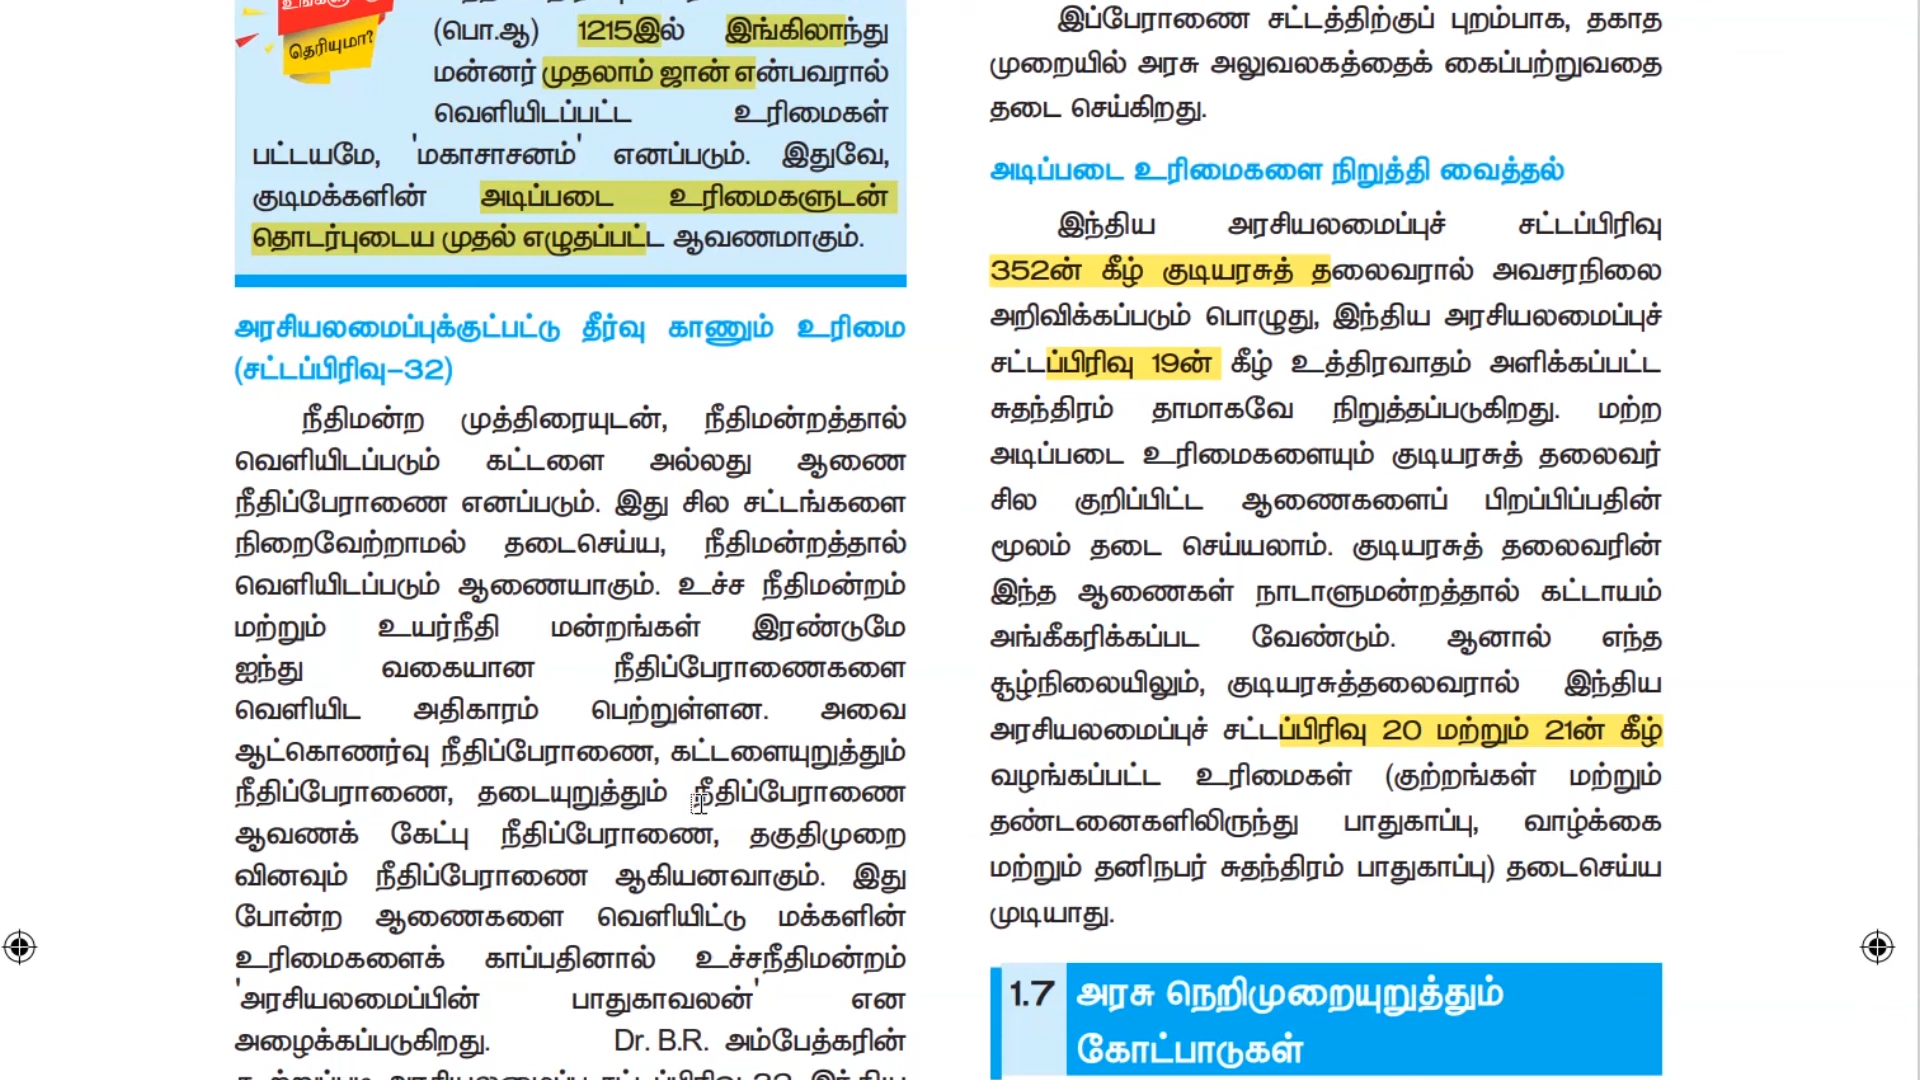 தெரியுமா?
(பொ.ஆ) 1215இல் இங்கிலாந்து
மன்னர் முதலாம் ஜான் என்பவரால்
வெளியிடப்பட்ட உரிமைகள்
பட்டயமே, 'மகாசாசனம்' எனப்படும். இதுவே,
குடிமக்களின் அடிப்படை உரிமைகளுடன்
தொடர்புடைய முதல் எழுதப்பட்ட ஆவணமாகும்.
அரசியலமைப்புக்குட்பட்டு தீர்வு காணும் உரிமை
(சட்டப்பிரிவு–32)
நீதிமன்ற முத்திரையுடன், நீதிமன்றத்தால்
வெளியிடப்படும் கட்டளை அல்லது ஆணை
நீதிப்பேராணை எனப்படும். இது சில சட்டங்களை
நிறைவேற்றாமல் தடைசெய்ய, நீதிமன்றத்தால்
வெளியிடப்படும் ஆணையாகும். உச்ச நீதிமன்றம்
மற்றும் உயர்நீதி மன்றங்கள் இரண்டுமே
ஐந்து வகையான நீதிப்பேராணைகளை
வெளியிட அதிகாரம் பெற்றுள்ளன. அவை
ஆட்கொணர்வு நீதிப்பேராணை, கட்டளையுறுத்தும்
நீதிப்பேராணை, தடையுறுத்தும் நீதிப்பேராணை
ஆவணக் கேட்பு நீதிப்பேராணை, தகுதிமுறை
வினவும் நீதிப்பேராணை ஆகியனவாகும். இது
போன்ற ஆணைகளை வெளியிட்டு மக்களின்
உரிமைகளைக் காப்பதினால் உச்சநீதிமன்றம்
'அரசியலமைப்பின் பாதுகாவலன்' என
அழைக்கப்படுகிறது. Dr. B.R. அம்பேத்கரின்
இப்பேராணை சட்டத்திற்குப் புறம்பாக, தகாத
முறையில் அரசு அலுவலகத்தைக் கைப்பற்றுவதை
தடை செய்கிறது.
அடிப்படை உரிமைகளை நிறுத்தி வைத்தல்
இந்திய அரசியலமைப்புச் சட்டப்பிரிவு
352ன் கீழ் குடியரசுத் தலைவரால் அவசரநிலை
அறிவிக்கப்படும் பொழுது, இந்திய அரசியலமைப்புச்
சட்டப்பிரிவு 19ன் கீழ் உத்திரவாதம் அளிக்கப்பட்ட
சுதந்திரம் தாமாகவே நிறுத்தப்படுகிறது. மற்ற
அடிப்படை உரிமைகளையும் குடியரசுத் தலைவர்
சில குறிப்பிட்ட ஆணைகளைப் பிறப்பிப்பதின்
மூலம் தடை செய்யலாம். குடியரசுத் தலைவரின்
இந்த ஆணைகள் நாடாளுமன்றத்தால் கட்டாயம்
அங்கீகரிக்கப்பட வேண்டும். ஆனால் எந்த
சூழ்நிலையிலும், குடியரசுத்தலைவரால் இந்திய
அரசியலமைப்புச் சட்டப்பிரிவு 20 மற்றும் 21ன் கீழ்
வழங்கப்பட்ட உரிமைகள் (குற்றங்கள் மற்றும்
தண்டனைகளிலிருந்து பாதுகாப்பு, வாழ்க்கை
மற்றும் தனிநபர் சுதந்திரம் பாதுகாப்பு) தடைசெய்ய
முடியாது.
1.7 அரசு நெறிமுறையுறுத்தும்
கோட்பாடுகள்